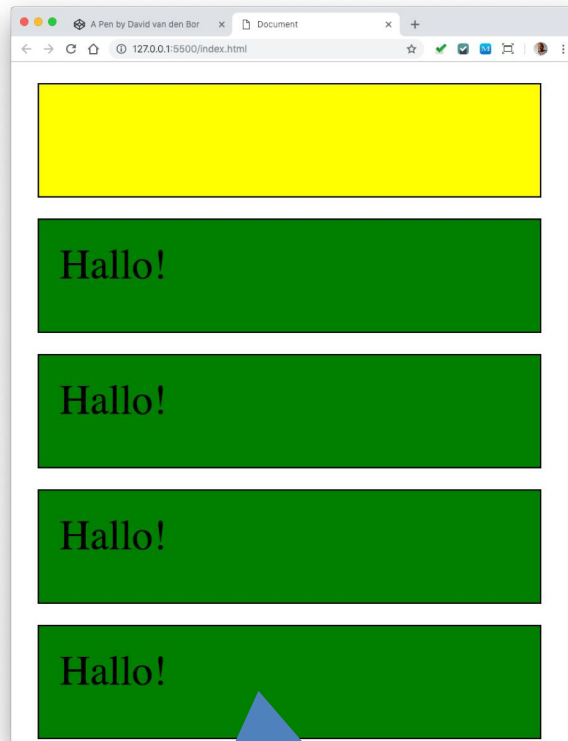 A Pen by David van den Bor
Document
127.0.0.1:5500/index.html
Hallo!
Hallo!
Hallo!
Hallo!